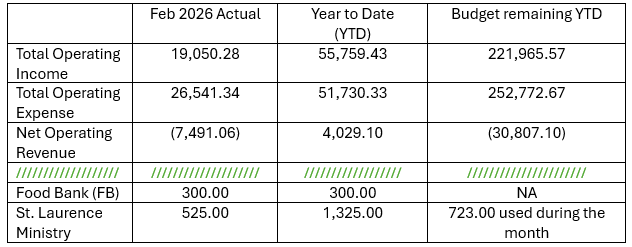 Feb 2026 Actual Year to Date (YTD) Budget remaining YTD
Total Operating Income 19,050.28 55,759.43 221,965.57
Total Operating Expense 26,541.34 51,730.33 252,772.67
Net Operating Revenue (7,491.06) 4,029.10 (30,807.10)
/////////////////// //////////////////// ////////////////// //////////////////////
Food Bank (FB) 300.00 300.00 NA
St. Laurence Ministry 525.00 1,325.00 723.00 used during the month